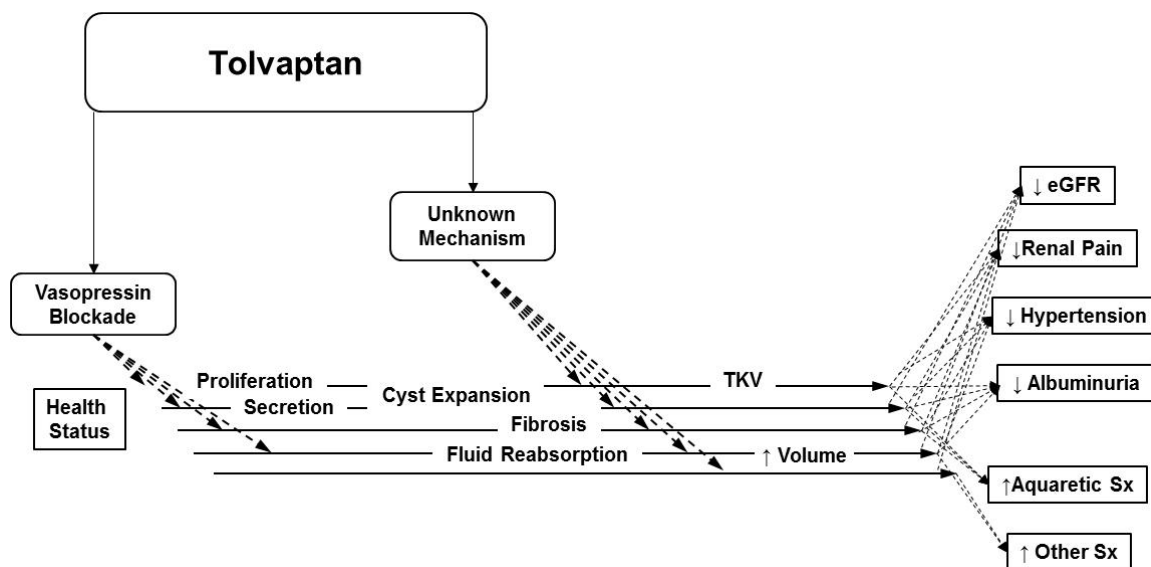 Tolvaptan
Unknown
Mechanism
Vasopressin
Blockade
Health
Status
Proliferation
Secretion
Cyst Expansion
TKV
Fibrosis
Fluid Reabsorption
↑ Volume
↓ eGFR
↓Renal Pain
↓ Hypertension
↓ Albuminuria
↑Aquaretic Sx
↑ Other Sx